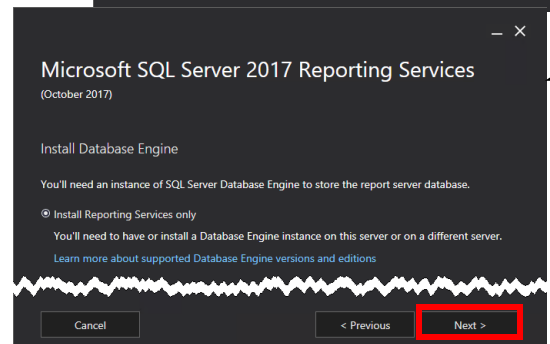 Microsoft SQL Server 2017 Reporting Services
(October 2017)
Install Database Engine
You'll need an instance of SQL Server Database Engine to store the report server database.
Install Reporting Services only
You'll need to have or install a Database Engine instance on this server or on a different server.
Learn more about supported Database Engine versions and editions
Cancel
< Previous
Next >